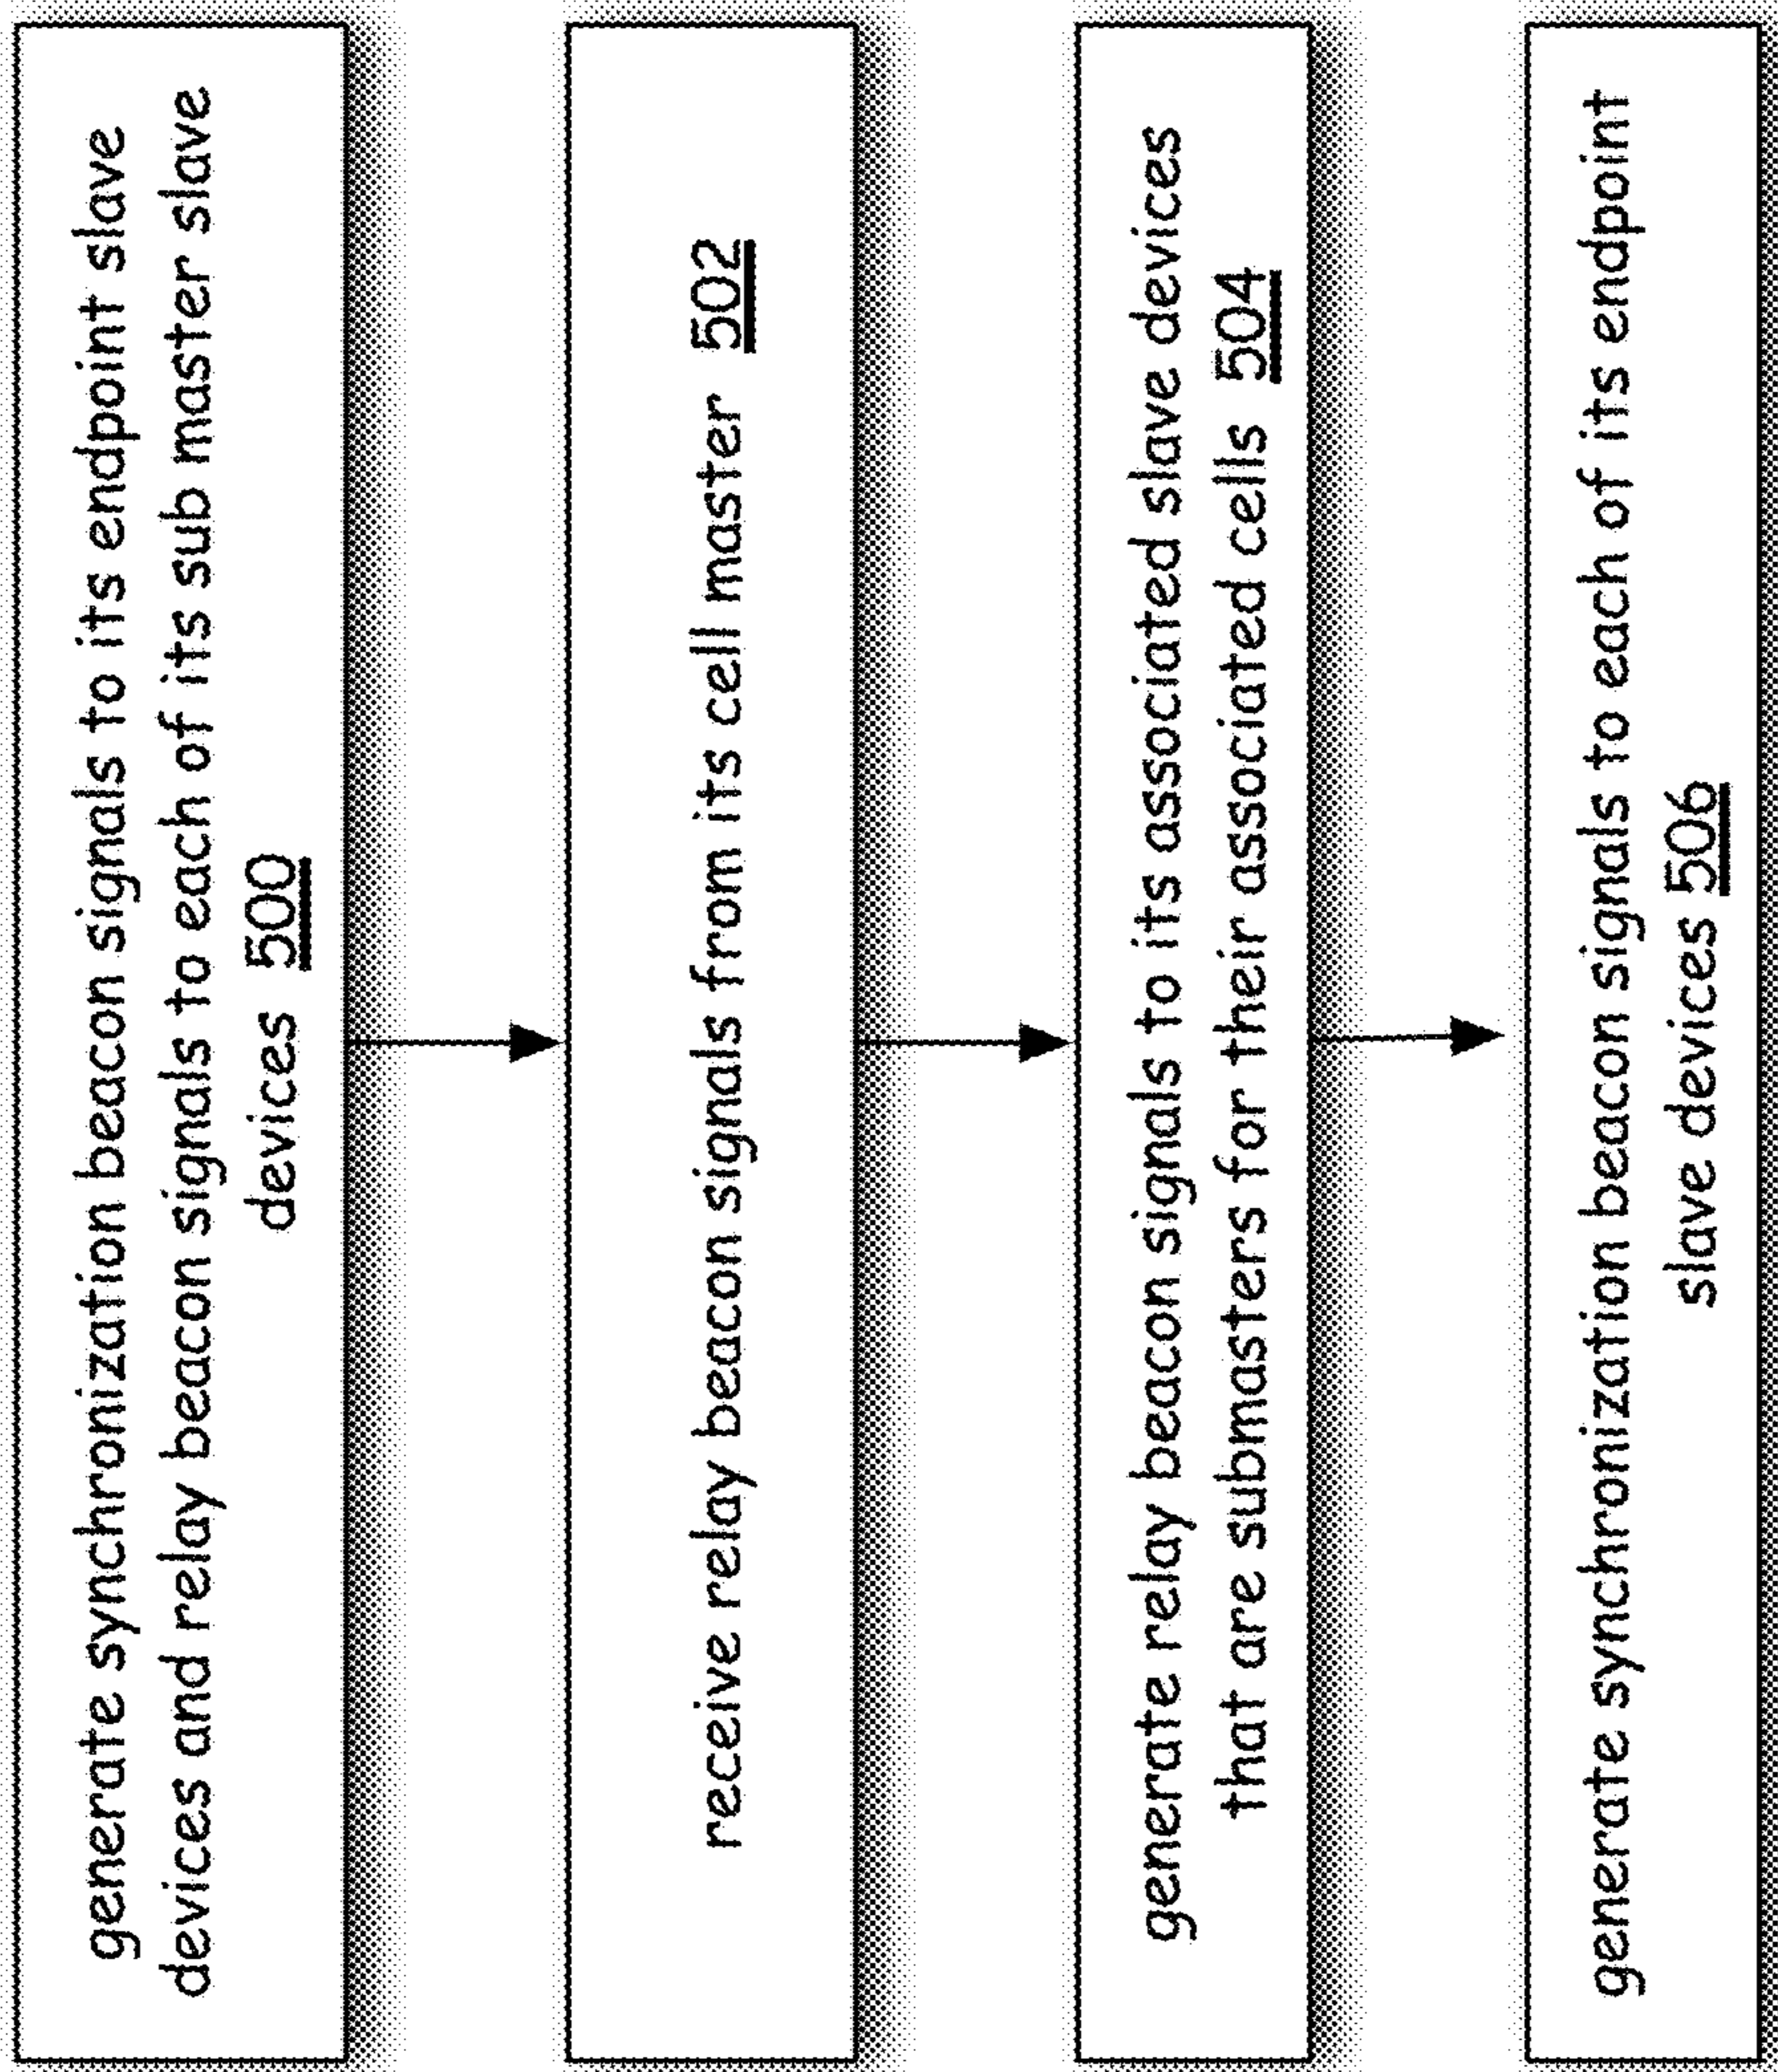 generate synchronization beacon signals to its endpoint slave
devices and relay beacon signals to each of its sub master slave
devices 500
receive relay beacon signals from its cell master 502
generate relay beacon signals to its associated slave devices
that are submasters for their associated cells 504
generate synchronization beacon signals to each of its endpoint
slave devices 506